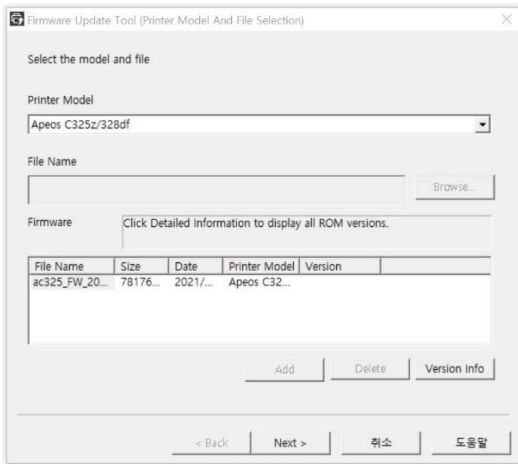 Firmware Update Tool (Printer Model And File Selection)
Select the model and file
Printer Model
Apeos C325z/328df
File Name
Browse...
Firmware
Click Detailed Information to display all ROM versions.
File Name Size Date Printer Model Version
ac325_FW_20... 78176... 2021/... Apeos C32...
Add Delete Version Info
< Back Next > 취소 도움말